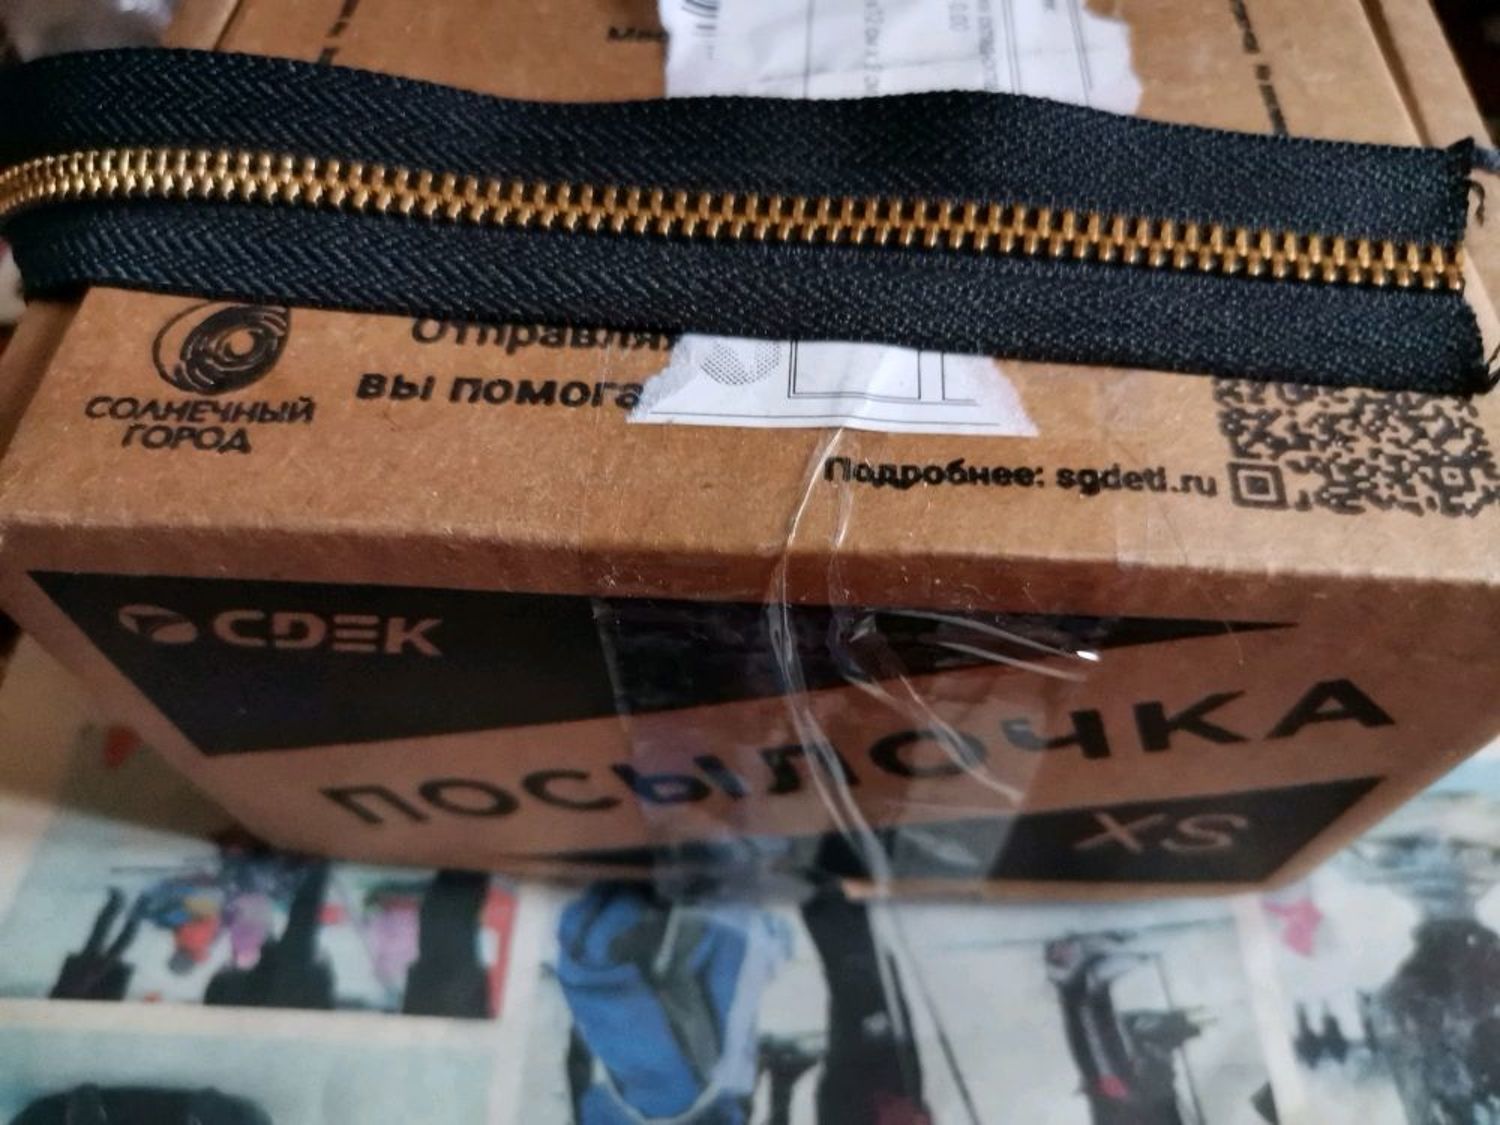 Отправля
вы помога
СОЛНЕЧНЫЙ
ГОРОД
Подробнее: sgdeti.ru
CDEK
ПОСЫЛОЧКА
XS